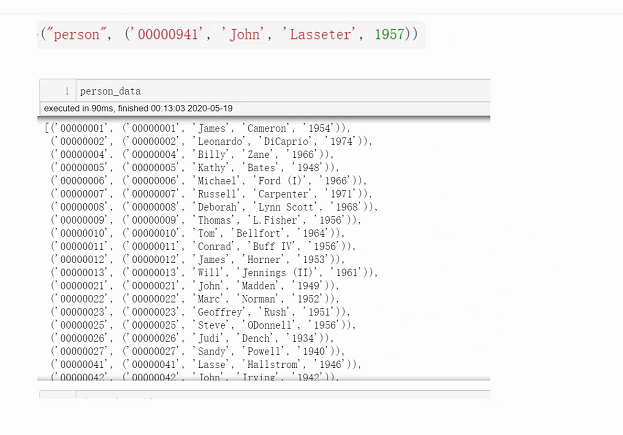 ("person", ('00000941', 'John', 'Lasseter', 1957))
1 person_data
executed in 90ms, finished 00:13:03 2020-05-19
[('00000001', ('00000001', 'James', 'Cameron', '1954')),
('00000002', ('00000002', 'Leonardo', 'DiCaprio', '1974')),
('00000004', ('00000004', 'Billy', 'Zane', '1966')),
('00000005', ('00000005', 'Kathy', 'Bates', '1948')),
('00000006', ('00000006', 'Michael', 'Ford (I)', '1966')),
('00000007', ('00000007', 'Russell', 'Carpenter', '1971')),
('00000008', ('00000008', 'Deborah', 'Lynn Scott', '1968')),
('00000009', ('00000009', 'Thomas', 'L.Fisher', '1956')),
('00000010', ('00000010', 'Tom', 'Bellfort', '1964')),
('00000011', ('00000011', 'Conrad', 'Buff IV', '1956')),
('00000012', ('00000012', 'James', 'Horner', '1953')),
('00000013', ('00000013', 'Will', 'Jennings (II)', '1961')),
('00000021', ('00000021', 'John', 'Madden', '1949')),
('00000022', ('00000022', 'Marc', 'Norman', '1952')),
('00000023', ('00000023', 'Geoffrey', 'Rush', '1951')),
('00000025', ('00000025', 'Steve', 'ODonnell', '1956')),
('00000026', ('00000026', 'Judi', 'Dench', '1934')),
('00000027', ('00000027', 'Sandy', 'Powell', '1940')),
('00000041', ('00000041', 'Lasse', 'Hallstrom', '1946')),
('00000042', ('00000042', 'John', 'Irving', '1942')),